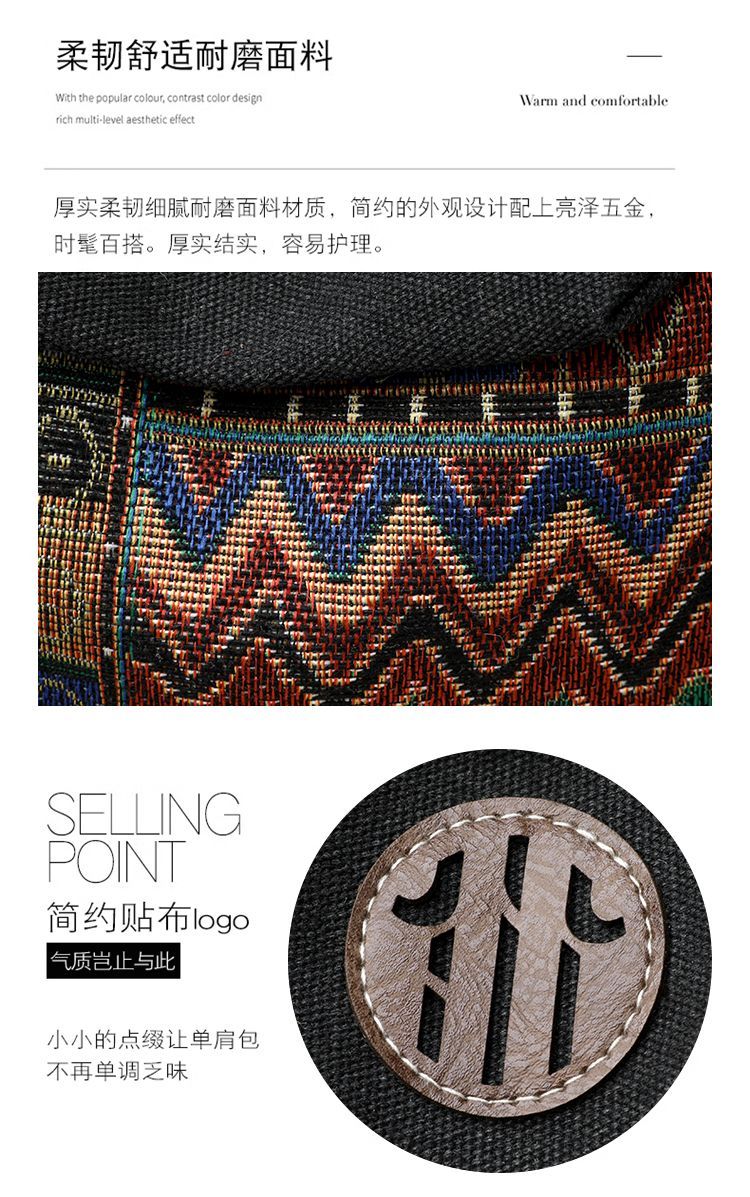 柔韧舒适耐磨面料
With the popular colour, contrast color design
rich multi-level aesthetic effect
Warm and comfortable
厚实柔韧细腻耐磨面料材质，简约的外观设计配上亮泽五金，
时髦百搭。厚实结实，容易护理。
SELLING
POINT
简约贴布logo
气质岂止与此
小小的点缀让单肩包
不再单调乏味